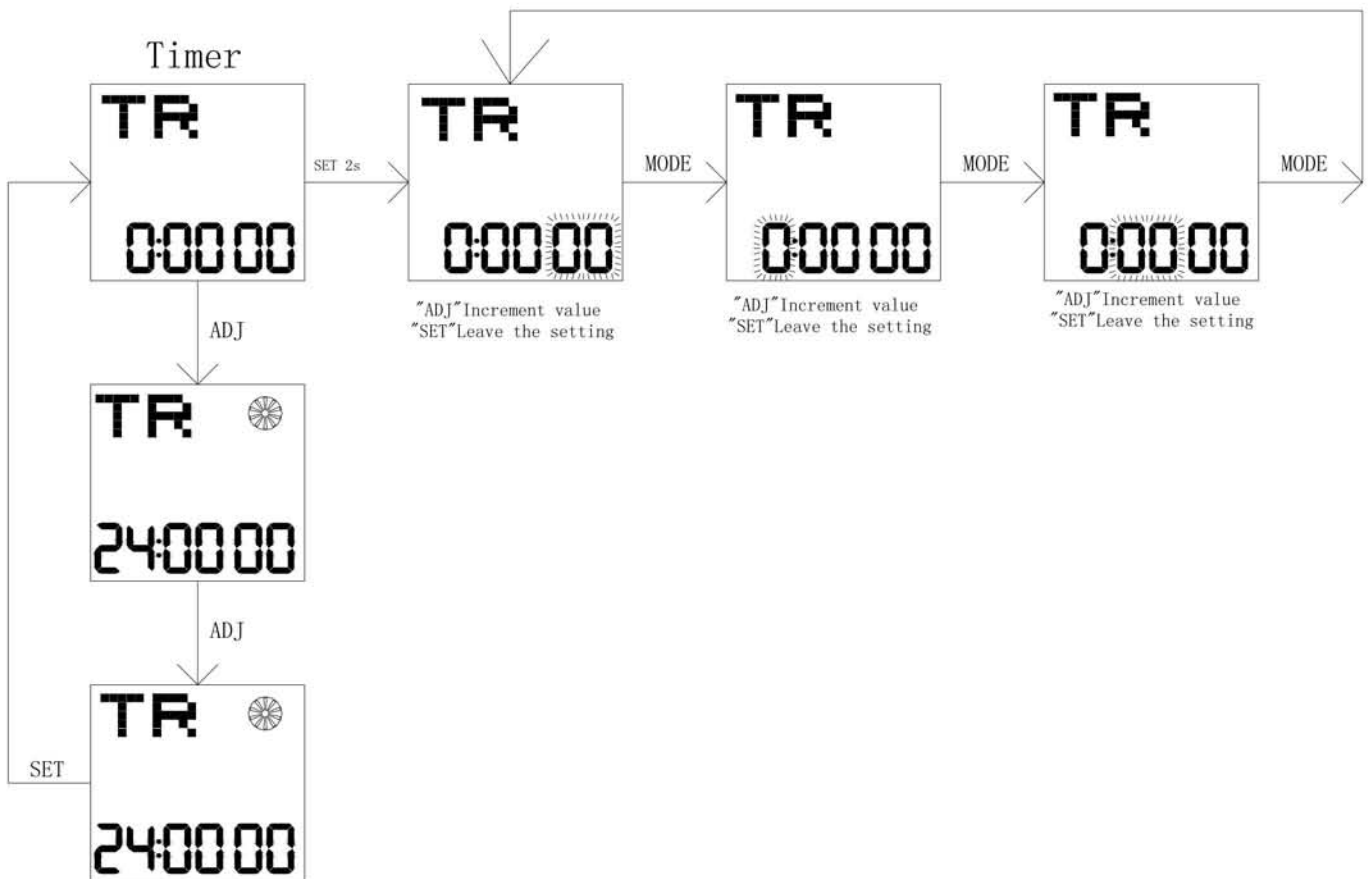 Timer
TR
0:00 00
SET 2s
TR
0:00 00
"ADJ"Increment value
"SET"Leave the setting
MODE
TR
0:00 00
"ADJ"Increment value
"SET"Leave the setting
MODE
TR
0:00 00
"ADJ"Increment value
"SET"Leave the setting
MODE
ADJ
TR
24:00 00
ADJ
TR
24:00 00
SET